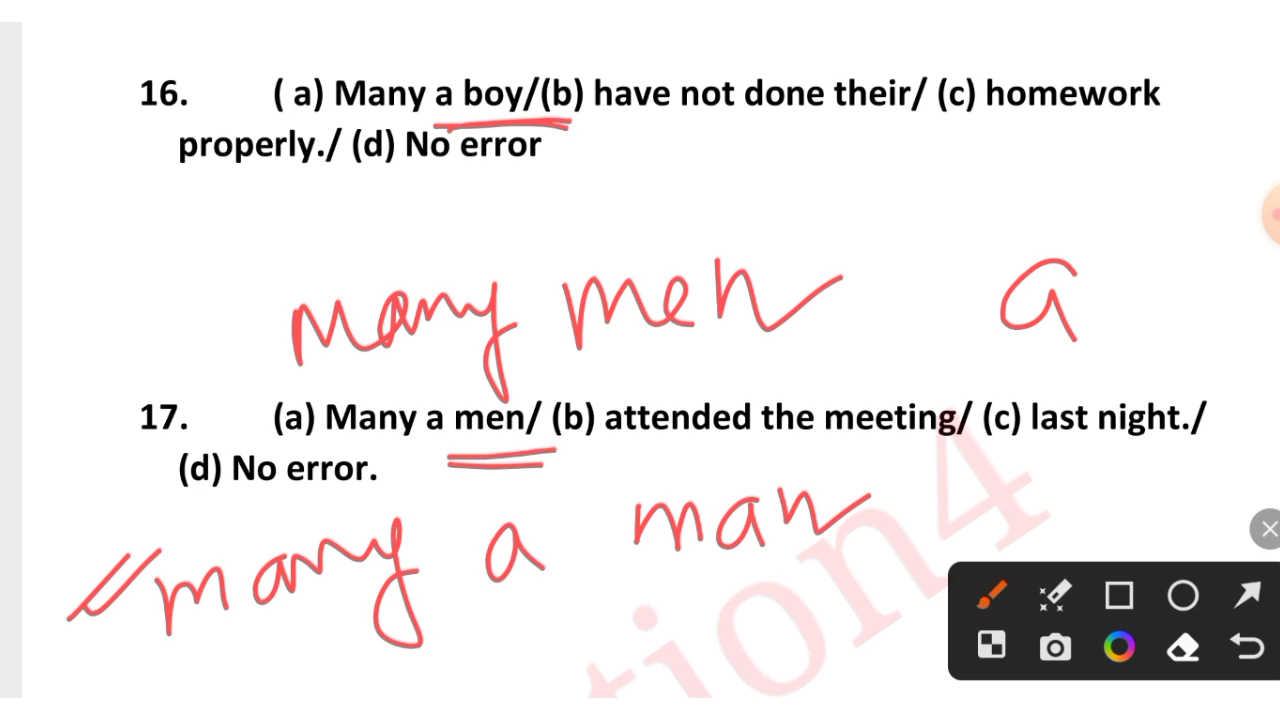 16. ( a) Many a boy/(b) have not done their/ (c) homework
properly./ (d) No error
Many men a
17. (a) Many a men/ (b) attended the meeting/ (c) last night./
(d) No error.
many a man
tion4